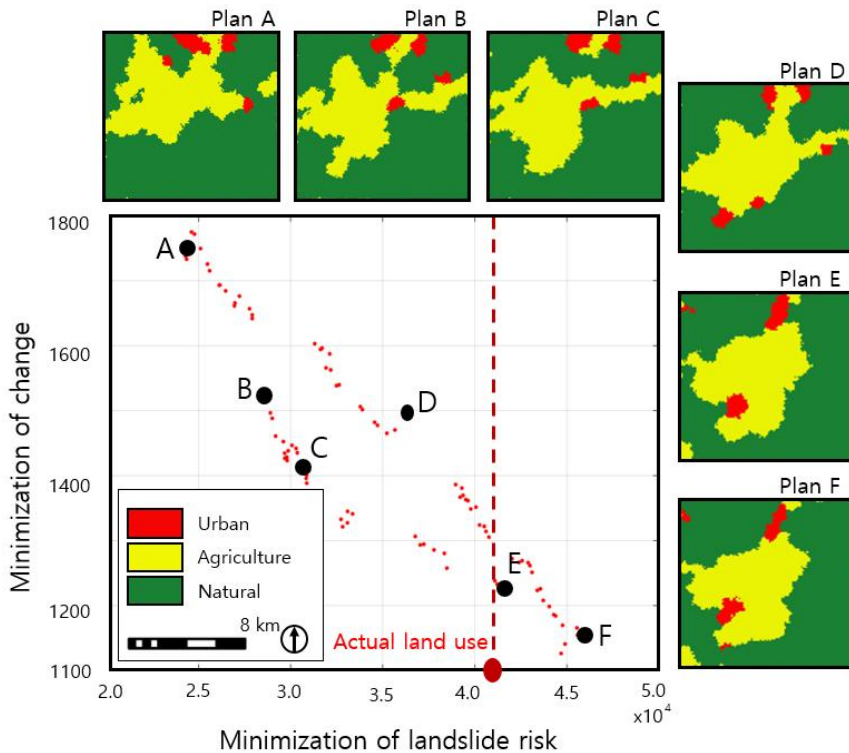 Plan A
Plan B
Plan C
Plan D
Plan E
Plan F
Minimization of change
1800
1600
1400
1200
1100
A
B
C
D
E
F
Urban
Agriculture
Natural
8 km
Actual land use
2.0 2.5 3.0 3.5 4.0 4.5 5.0
x10⁴
Minimization of landslide risk